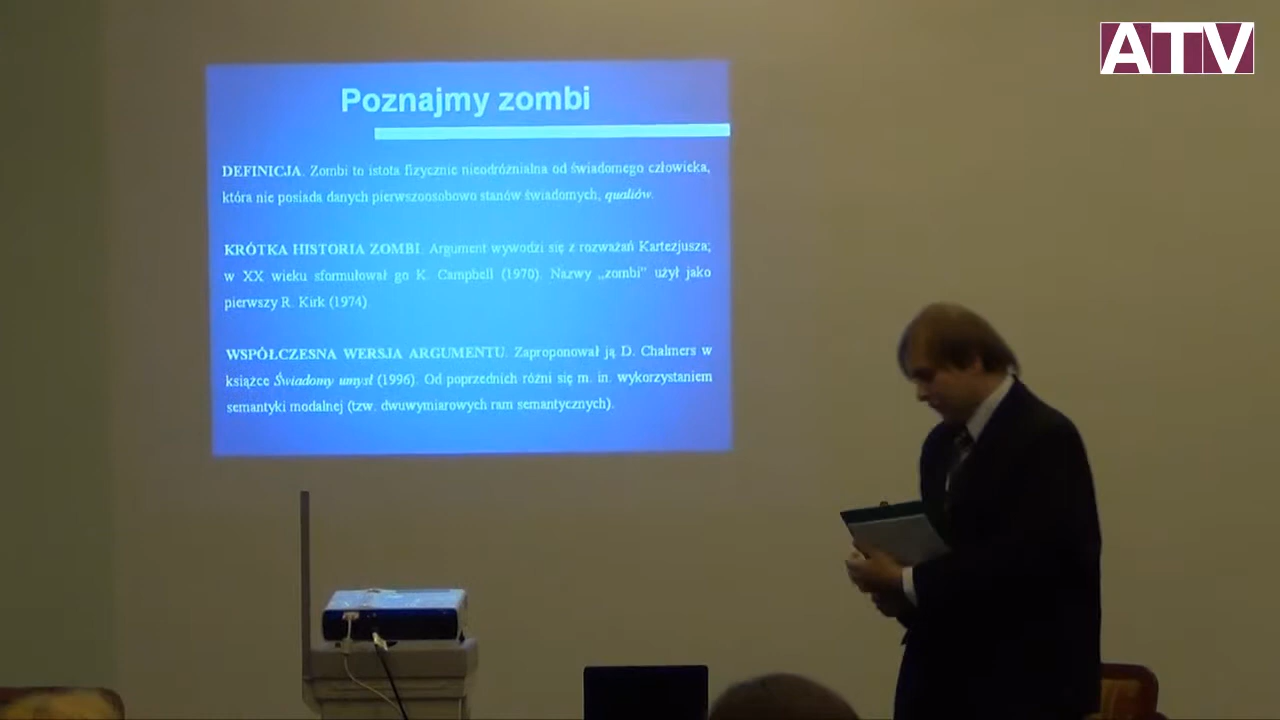 ATV
Poznajmy zombi
DEFINICJA. Zombi to istota fizycznie nieodróżnialna od świadomego człowieka,
która nie posiada danych pierwszoosobowo stanów świadomych, qualiów.
KRÓTKA HISTORIA ZOMBI. Argument wywodzi się z rozważań Kartezjusza;
w XX wieku sformułował go K. Campbell (1970). Nazwy „zombi” użył jako
pierwszy R. Kirk (1974)
WSPÓŁCZESNA WERSJA ARGUMENTU. Zaproponował ją D. Chalmers w
książce Świadomy umysł (1996). Od poprzednich różni się m. in. wykorzystaniem
semantyki modalnej (tzw. dwuwymiarowych ram semantycznych).